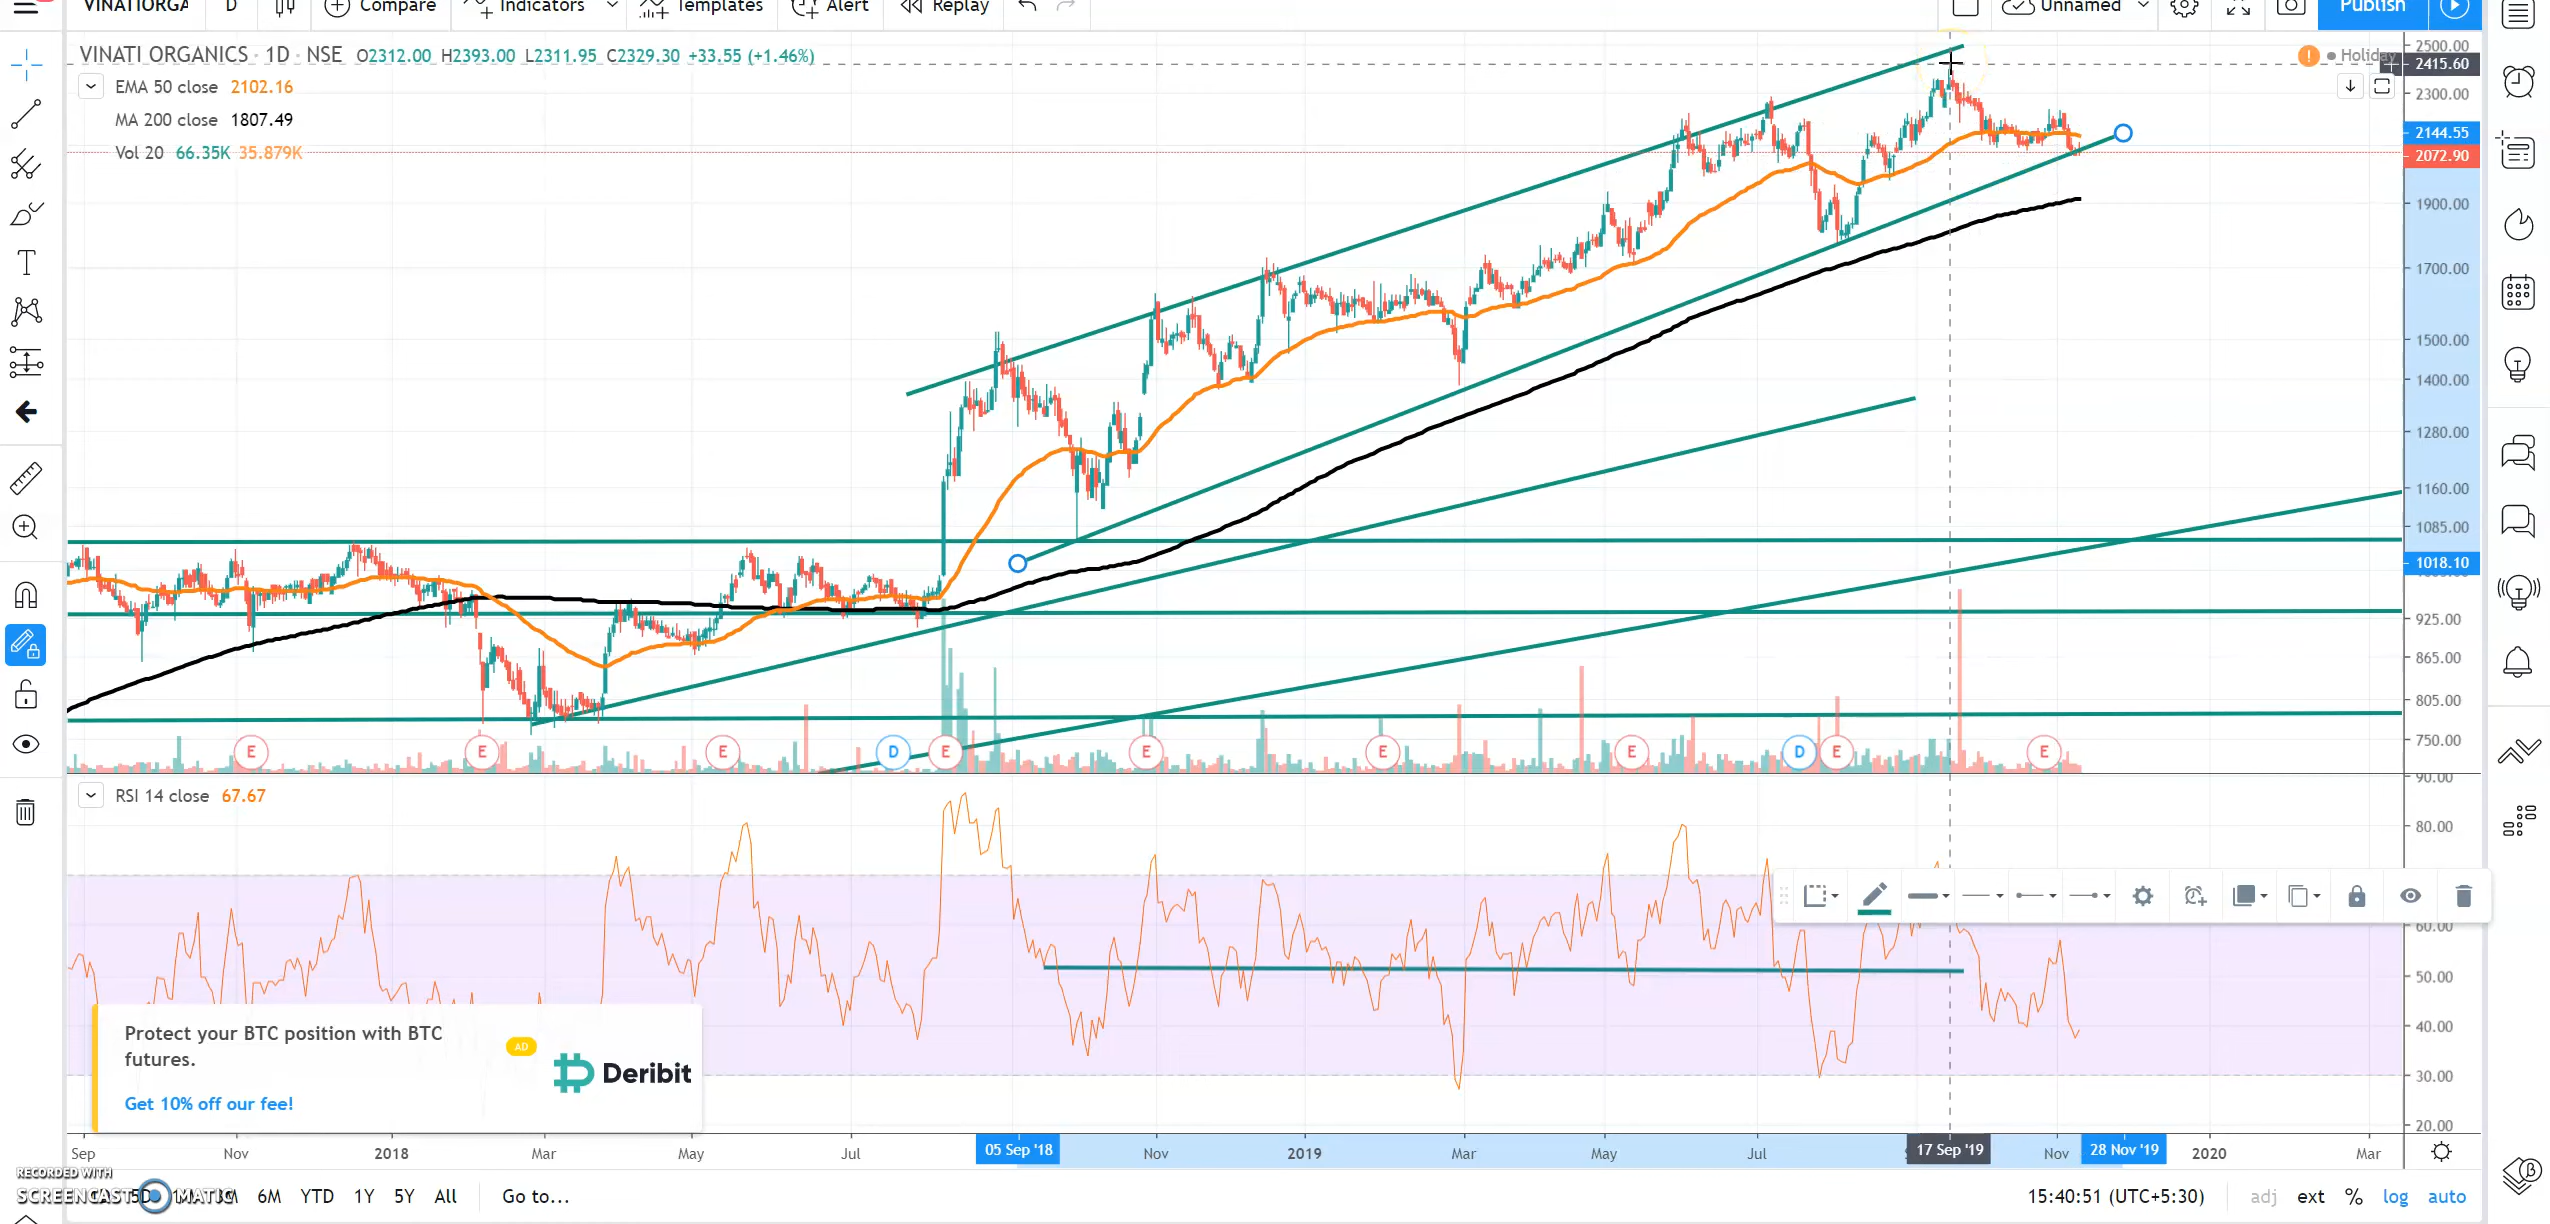 VINATIORGA D Compare Indicators Templates Alert Replay Unnamed Publish
VINATI ORGANICS · 1D · NSE O2312.00 H2393.00 L2311.95 C2329.30 +33.55 (+1.46%)
EMA 50 close 2102.16
MA 200 close 1807.49
Vol 20 66.35K 35.879K
! Holiday
2500.00
2415.60
2300.00
2144.55
2072.90
1900.00
1700.00
1500.00
1400.00
1280.00
1160.00
1085.00
1018.10
925.00
865.00
805.00
750.00
T
E E E D E E E E D E E
RSI 14 close 67.67
90.00
80.00
60.00
50.00
40.00
30.00
20.00
Protect your BTC position with BTC
futures.
AD
Deribit
Get 10% off our fee!
Sep Nov 2018 Mar May Jul 05 Sep '18 Nov 2019 Mar May Jul 17 Sep '19 Nov 28 Nov '19 2020 Mar
RECORDED WITH
SCREENCAST MATIC
5D 3M 6M YTD 1Y 5Y All Go to...
15:40:51 (UTC+5:30) adj ext % log auto